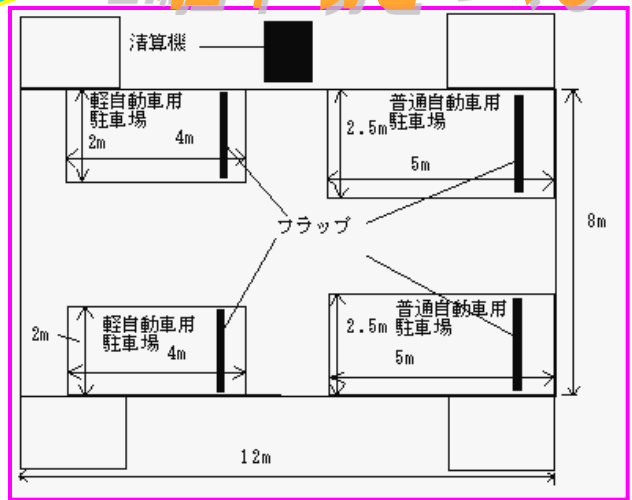 清算機
軽自動車用
駐車場
2m
4m
普通自動車用
駐車場
2.5m
5m
フラップ
8m
2m
軽自動車用
駐車場
4m
普通自動車用
駐車場
2.5m
5m
12m